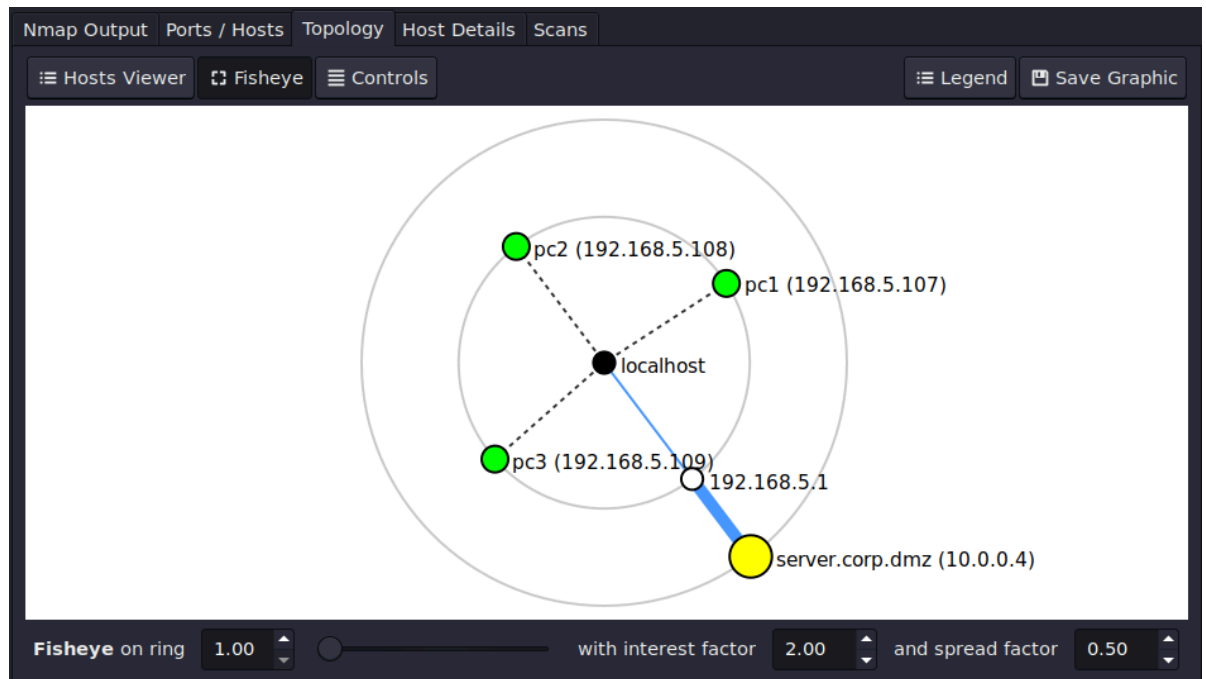 Nmap Output Ports / Hosts Topology Host Details Scans
Hosts Viewer Fisheye Controls Legend Save Graphic
pc2 (192.168.5.108)
pc1 (192.168.5.107)
localhost
pc3 (192.168.5.109)
192.168.5.1
server.corp.dmz (10.0.0.4)
Fisheye on ring 1.00 with interest factor 2.00 and spread factor 0.50